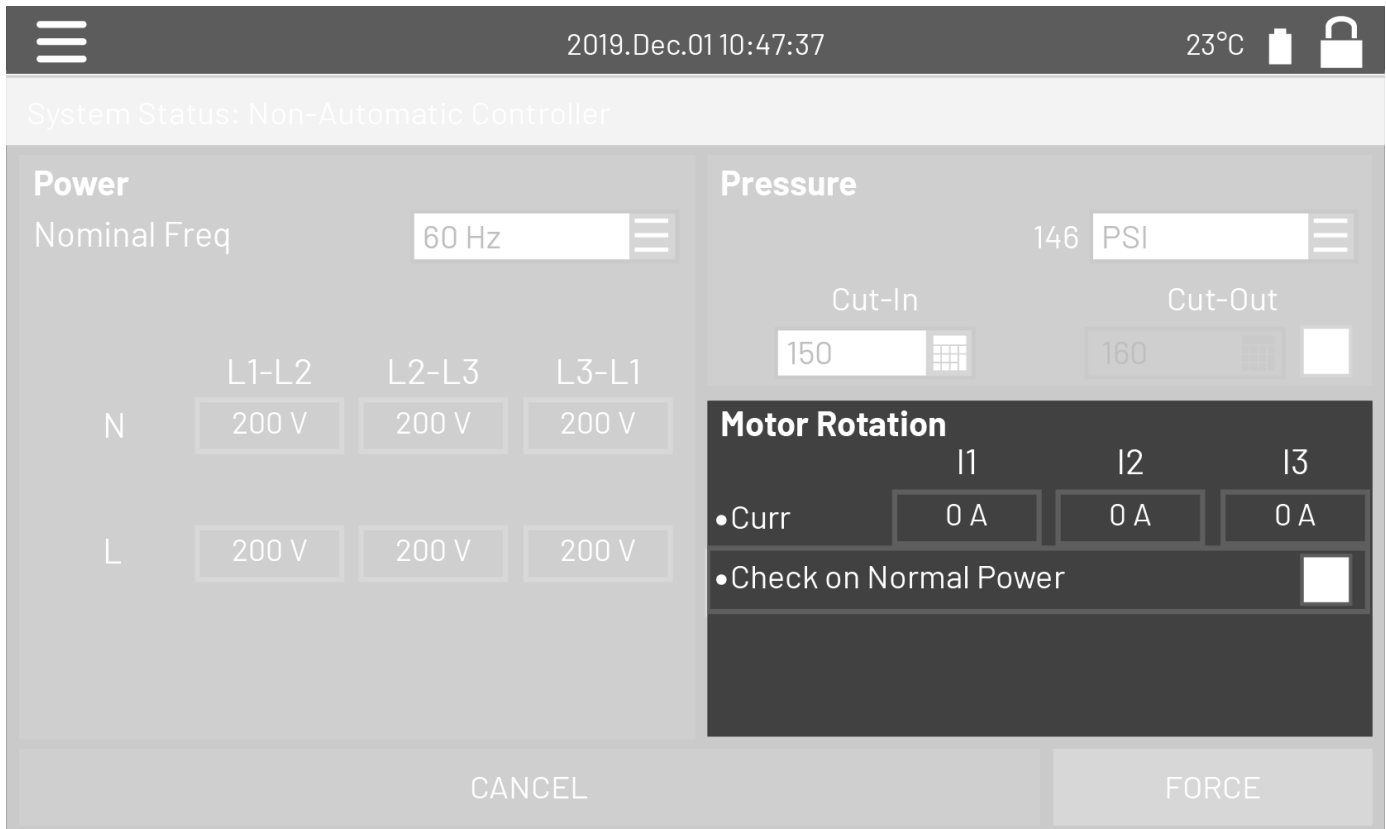 2019.Dec.01 10:47:37 23°C
System Status: Non-Automatic Controller
Power
Nominal Freq 60 Hz
L1-L2 L2-L3 L3-L1
N 200 V 200 V 200 V
L 200 V 200 V 200 V
Pressure
146 PSI
Cut-In Cut-Out
150 160
Motor Rotation
I1 I2 I3
•Curr 0 A 0 A 0 A
•Check on Normal Power
CANCEL FORCE